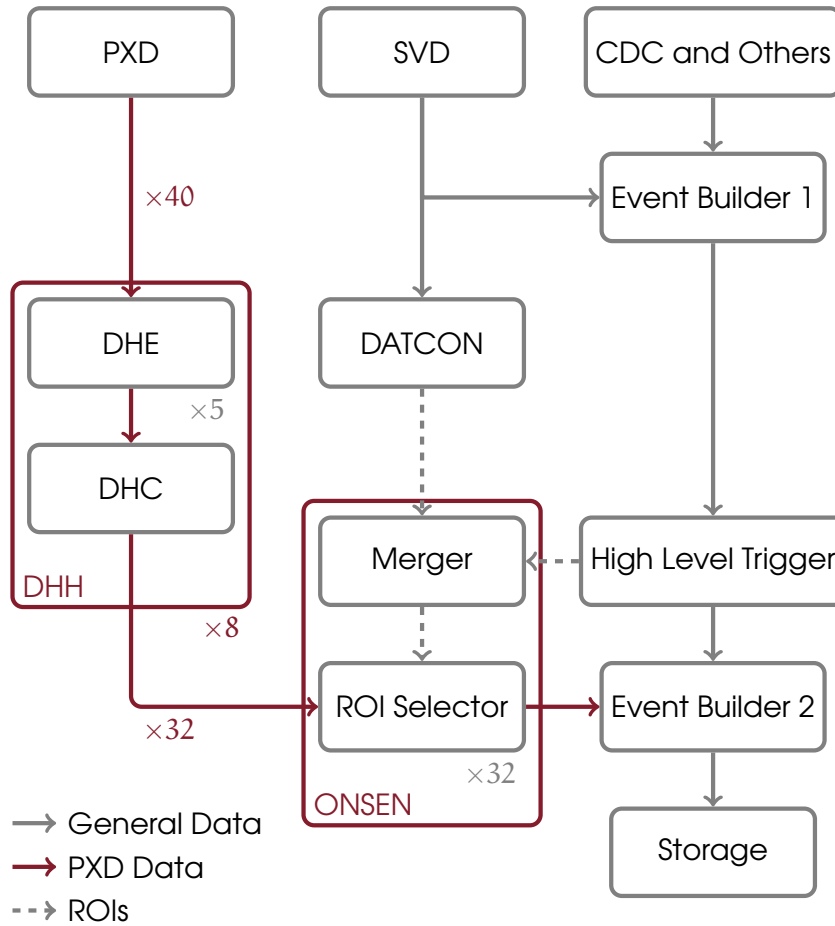 PXD
SVD
CDC and Others
×40
Event Builder 1
DHE
DATCON
×5
DHC
Merger
High Level Trigger
DHH
×8
ROI Selector
Event Builder 2
×32
×32
ONSEN
General Data
Storage
PXD Data
ROIs